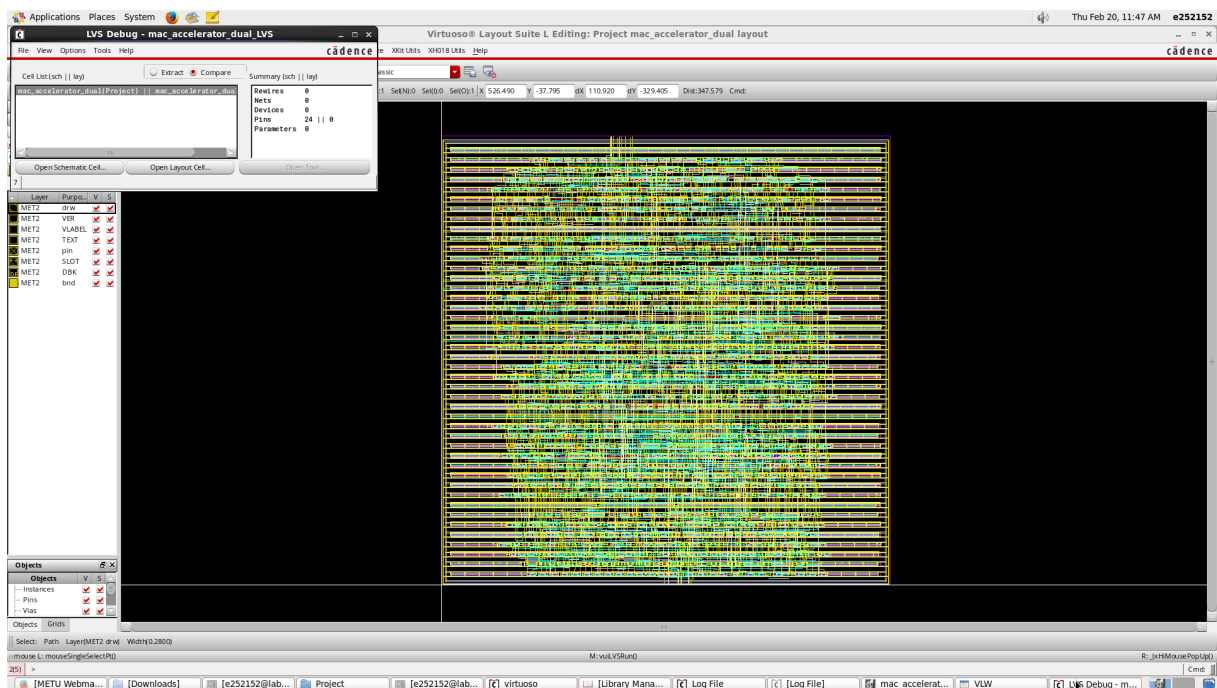 Applications Places System Thu Feb 20, 11:47 AM e252152
LVS Debug - mac_accelerator_dual_LVS
Virtuoso® Layout Suite L Editing: Project mac_accelerator_dual layout
File View Options Tools Help cādence
XKit Utils XH018 Utils Help cādence
Cell List (sch || lay) Extract Compare Summary (sch || lay)
mac_accelerator_dual(Project) || mac_accelerator_dua
Rewires 0
Nets 0
Devices 0
Pins 24 || 0
Parameters 0
Open Schematic Cell... Open Layout Cell... Open Tool...
7
assic
Sel(N):0 Sel(I):0 Sel(O):1 X 526.490 Y -37.795 dX 110.920 dY -329.405 Dist:347.579 Cmd:
Layer Purpo... V S
MET2 drw
MET2 VER
MET2 VLABEL
MET2 TEXT
MET2 pin
MET2 SLOT
MET2 DBK
MET2 bnd
Objects
Objects V S
Instances
Pins
Vias
Objects Grids
Select: Path Layer(MET2 drw) Width(0.2800)
mouse L: mouseSingleSelectPt() M: vuiLVSRun() R: _lxHiMousePopUp()
2(5) > Cmd:
[METU Webma... [Downloads] [e252152@lab... Project [e252152@lab... virtuoso [Library Mana... Log File [Log File] mac_accelerat... VLW LVS Debug - m...